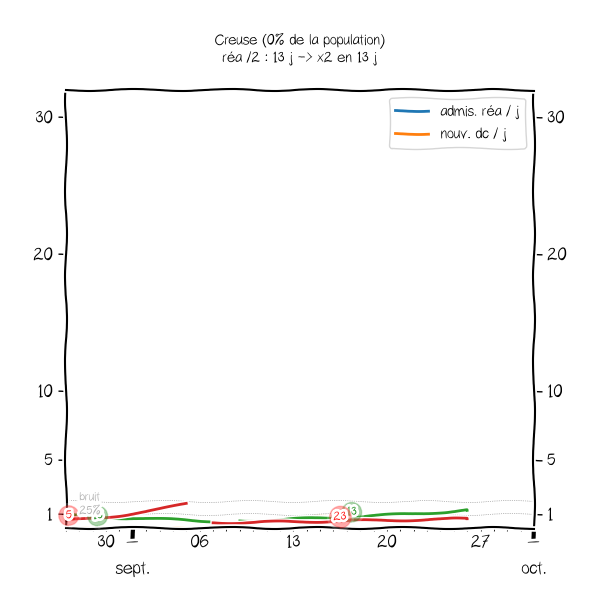 Creuse (0% de la population)
réa /2 : 13 j -> x2 en 13 j
admis. réa / j
nouv. dc / j
30
30
20
20
10
10
5
5
... bruit
25%
5
23
1
1
30
06
13
20
27
sept.
oct.